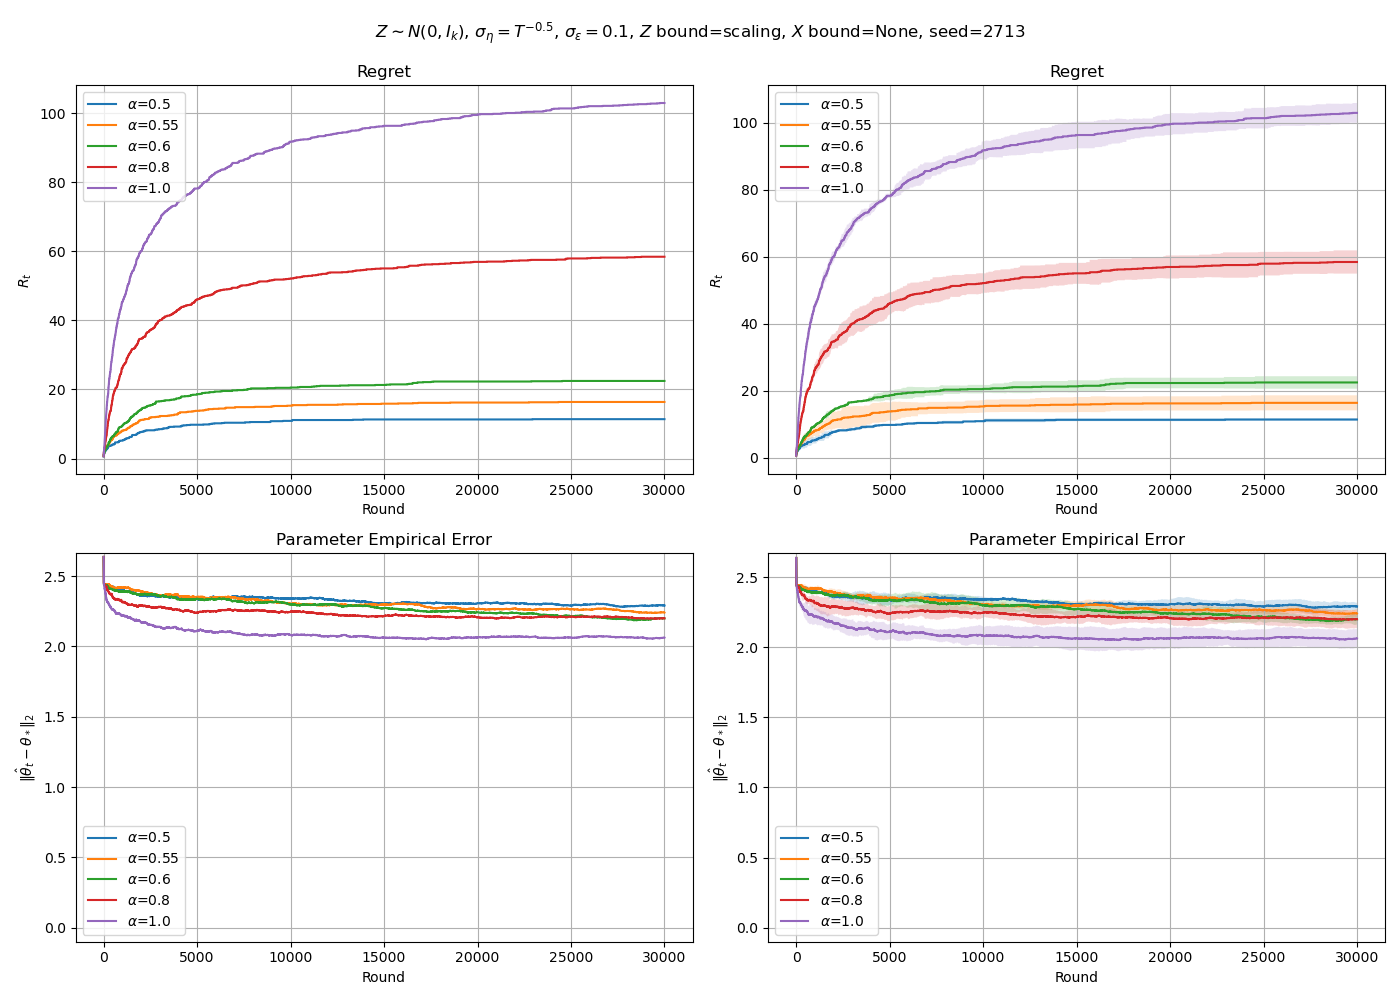 Z ∼ N(0, I_k), σ_η = T^{−0.5}, σ_ε = 0.1, Z bound=scaling, X bound=None, seed=2713
Regret
R_t
100
80
60
40
20
0
α=0.5
α=0.55
α=0.6
α=0.8
α=1.0
0 5000 10000 15000 20000 25000 30000
Round
Regret
R_t
100
80
60
40
20
0
α=0.5
α=0.55
α=0.6
α=0.8
α=1.0
0 5000 10000 15000 20000 25000 30000
Round
Parameter Empirical Error
‖θ̂_t − θ_*‖_2
2.5
2.0
1.5
1.0
0.5
0.0
α=0.5
α=0.55
α=0.6
α=0.8
α=1.0
0 5000 10000 15000 20000 25000 30000
Round
Parameter Empirical Error
‖θ̂_t − θ_*‖_2
2.5
2.0
1.5
1.0
0.5
0.0
α=0.5
α=0.55
α=0.6
α=0.8
α=1.0
0 5000 10000 15000 20000 25000 30000
Round